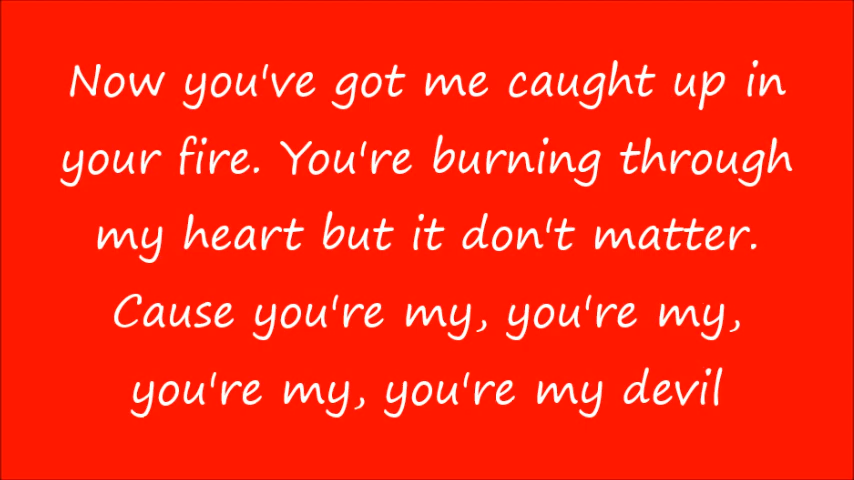 Now you've got me caught up in
your fire. You're burning through
my heart but it don't matter.
Cause you're my, you're my,
you're my, you're my devil